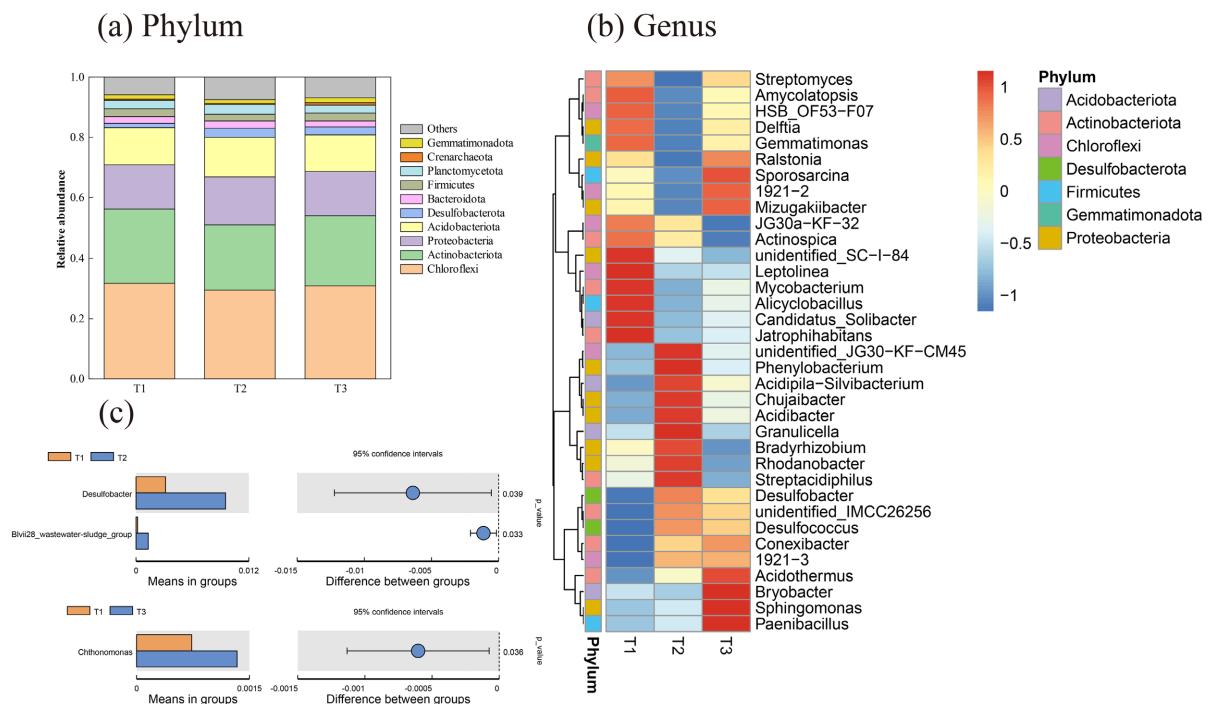 (a) Phylum
Relative abundance
1.0
0.8
0.6
0.4
0.2
0.0
T1
T2
T3
Others
Gemmatimonadota
Crenarchaeota
Planctomycetota
Firmicutes
Bacteroidota
Desulfobacterota
Acidobacteriota
Proteobacteria
Actinobacteriota
Chloroflexi
(b) Genus
Streptomyces
Amycolatopsis
HSB_OF53−F07
Delftia
Gemmatimonas
Ralstonia
Sporosarcina
1921−2
Mizugakiibacter
JG30a−KF−32
Actinospica
unidentified_SC−I−84
Leptolinea
Mycobacterium
Alicyclobacillus
Candidatus_Solibacter
Jatrophihabitans
unidentified_JG30−KF−CM45
Phenylobacterium
Acidipila−Silvibacterium
Chujaibacter
Acidibacter
Granulicella
Bradyrhizobium
Rhodanobacter
Streptacidiphilus
Desulfobacter
unidentified_IMCC26256
Desulfococcus
Conexibacter
1921−3
Acidothermus
Bryobacter
Sphingomonas
Paenibacillus
Phylum
T1
T2
T3
1
0.5
0
−0.5
−1
Phylum
Acidobacteriota
Actinobacteriota
Chloroflexi
Desulfobacterota
Firmicutes
Gemmatimonadota
Proteobacteria
(c)
T1 T2
95% confidence intervals
Desulfobacter
0.039
Blvii28_wastewater-sludge_group
0.033
p_value
0 0.012
Means in groups
-0.015 -0.01 -0.005 0
Difference between groups
T1 T3
95% confidence intervals
Chthonomonas
0.036
p_value
0 0.0015
Means in groups
-0.0015 -0.001 -0.0005 0
Difference between groups